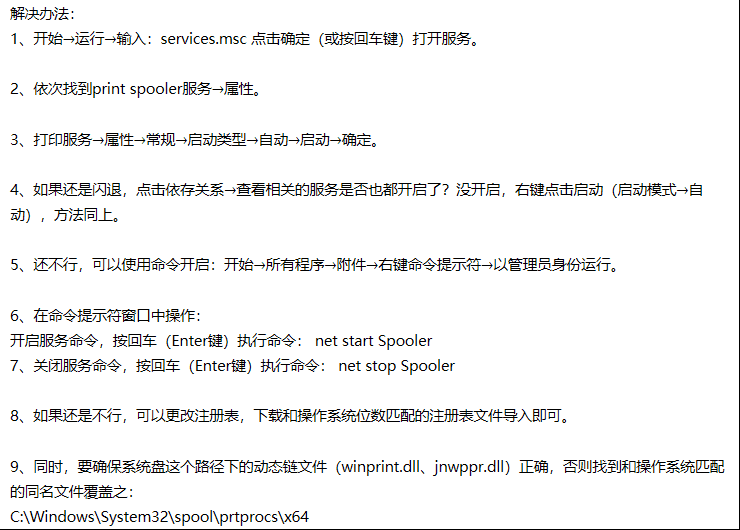 解决办法：
1、开始→运行→输入：services.msc 点击确定（或按回车键）打开服务。
2、依次找到print spooler服务→属性。
3、打印服务→属性→常规→启动类型→自动→启动→确定。
4、如果还是闪退，点击依存关系→查看相关的服务是否也都开启了？没开启，右键点击启动（启动模式→自
动），方法同上。
5、还不行，可以使用命令开启：开始→所有程序→附件→右键命令提示符→以管理员身份运行。
6、在命令提示符窗口中操作：
开启服务命令，按回车（Enter键）执行命令： net start Spooler
7、关闭服务命令，按回车（Enter键）执行命令： net stop Spooler
8、如果还是不行，可以更改注册表，下载和操作系统位数匹配的注册表文件导入即可。
9、同时，要确保系统盘这个路径下的动态链文件（winprint.dll、jnwppr.dll）正确，否则找到和操作系统匹配
的同名文件覆盖之：
C:\Windows\System32\spool\prtprocs\x64